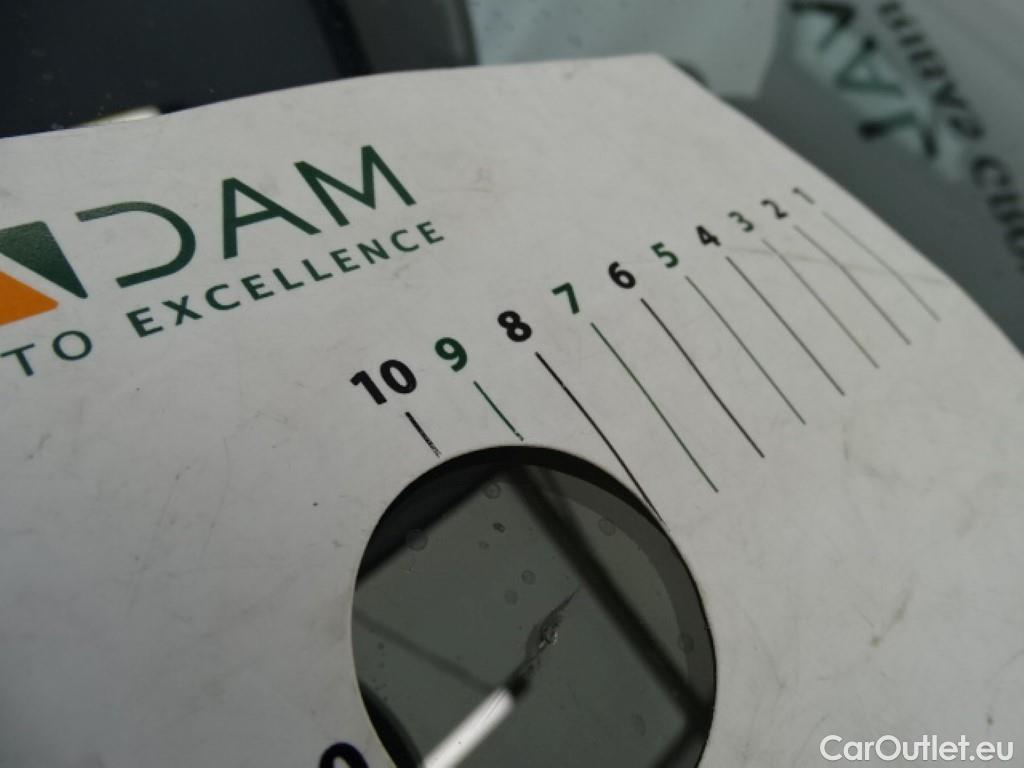 DAM
TO EXCELLENCE
10 9 8 7 6 5 4 3 2 1
CarOutlet.eu